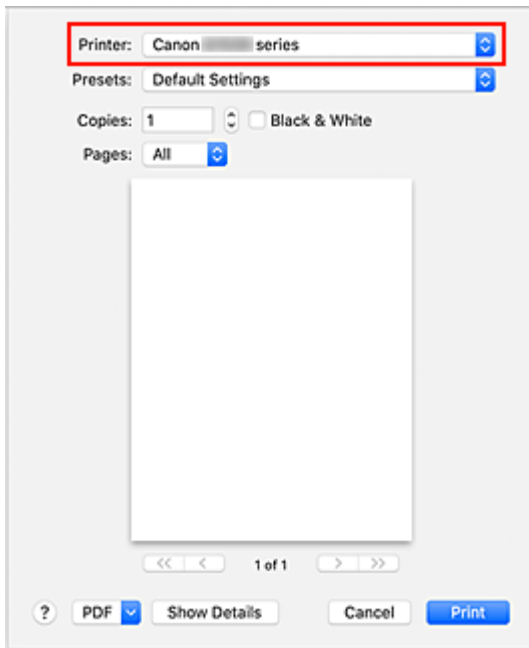 Printer: Canon series
Presets: Default Settings
Copies: 1 Black & White
Pages: All
<< < 1 of 1 > >>
? PDF Show Details Cancel Print